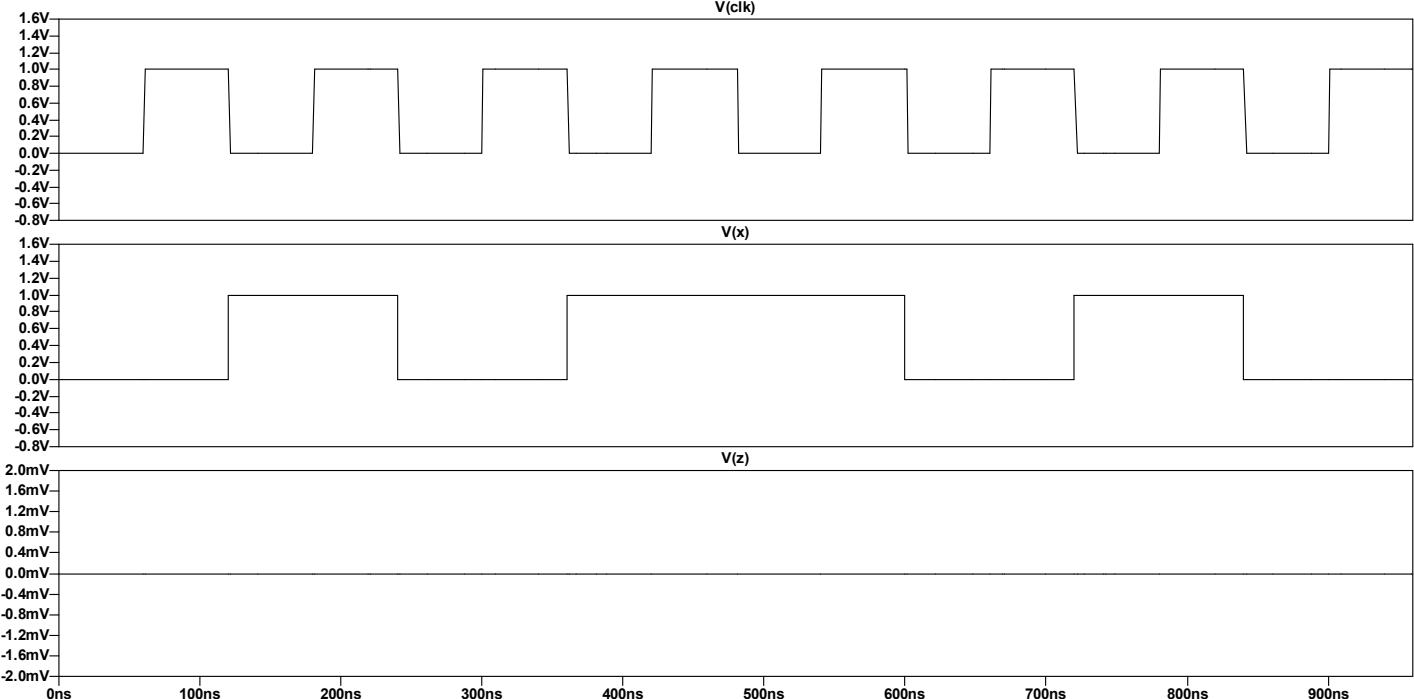 V(clk)
1.6V
1.4V
1.2V
1.0V
0.8V
0.6V
0.4V
0.2V
0.0V
-0.2V
-0.4V
-0.6V
-0.8V
V(x)
1.6V
1.4V
1.2V
1.0V
0.8V
0.6V
0.4V
0.2V
0.0V
-0.2V
-0.4V
-0.6V
-0.8V
V(z)
2.0mV
1.6mV
1.2mV
0.8mV
0.4mV
0.0mV
-0.4mV
-0.8mV
-1.2mV
-1.6mV
-2.0mV
0ns 100ns 200ns 300ns 400ns 500ns 600ns 700ns 800ns 900ns